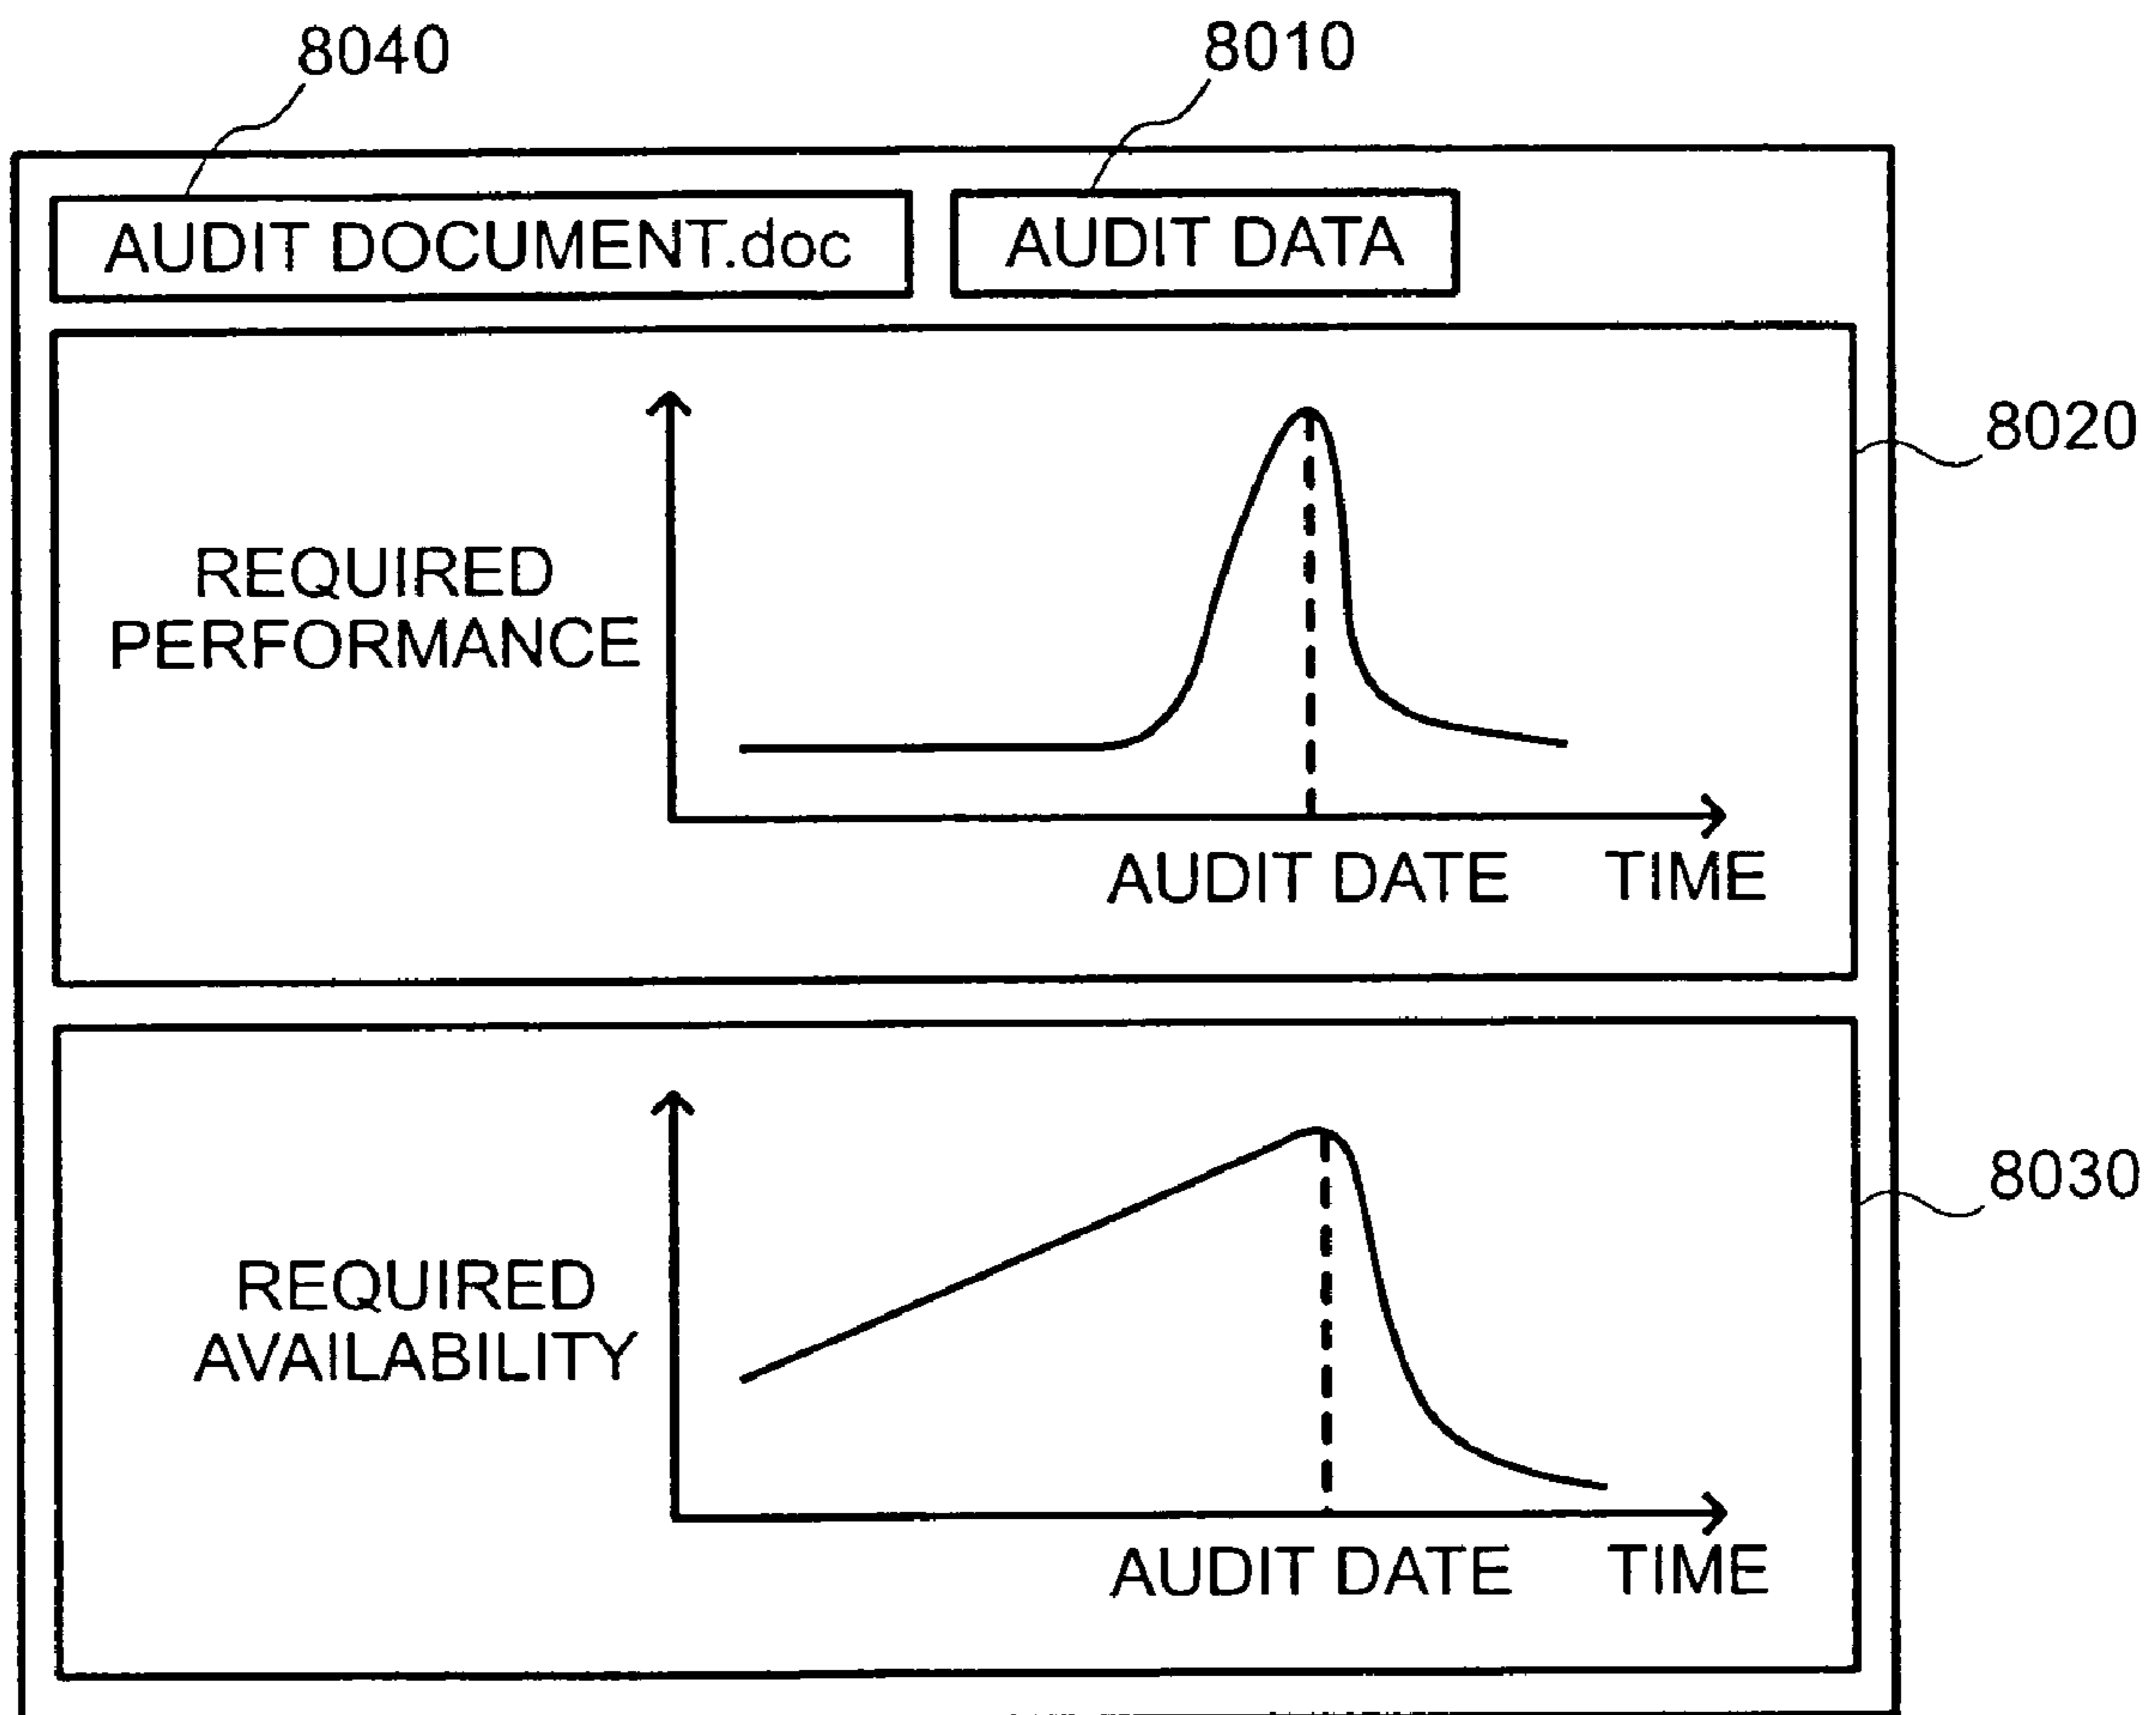 8040
8010
AUDIT DOCUMENT.doc
AUDIT DATA
8020
REQUIRED
PERFORMANCE
AUDIT DATE
TIME
8030
REQUIRED
AVAILABILITY
AUDIT DATE
TIME